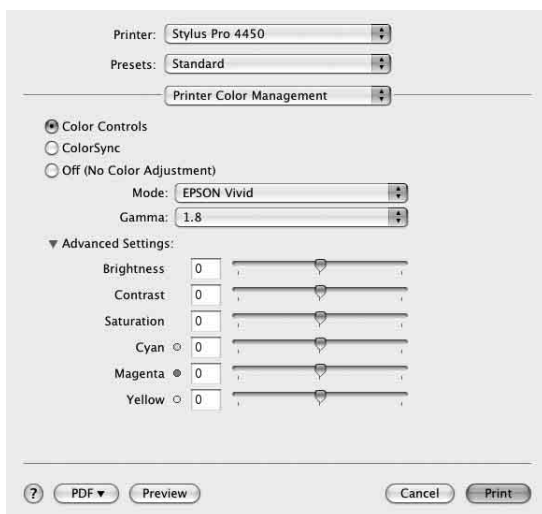 Printer: Stylus Pro 4450
Presets: Standard
Printer Color Management
Color Controls
ColorSync
Off (No Color Adjustment)
Mode: EPSON Vivid
Gamma: 1.8
Advanced Settings:
Brightness 0
Contrast 0
Saturation 0
Cyan 0
Magenta 0
Yellow 0
? PDF Preview Cancel Print